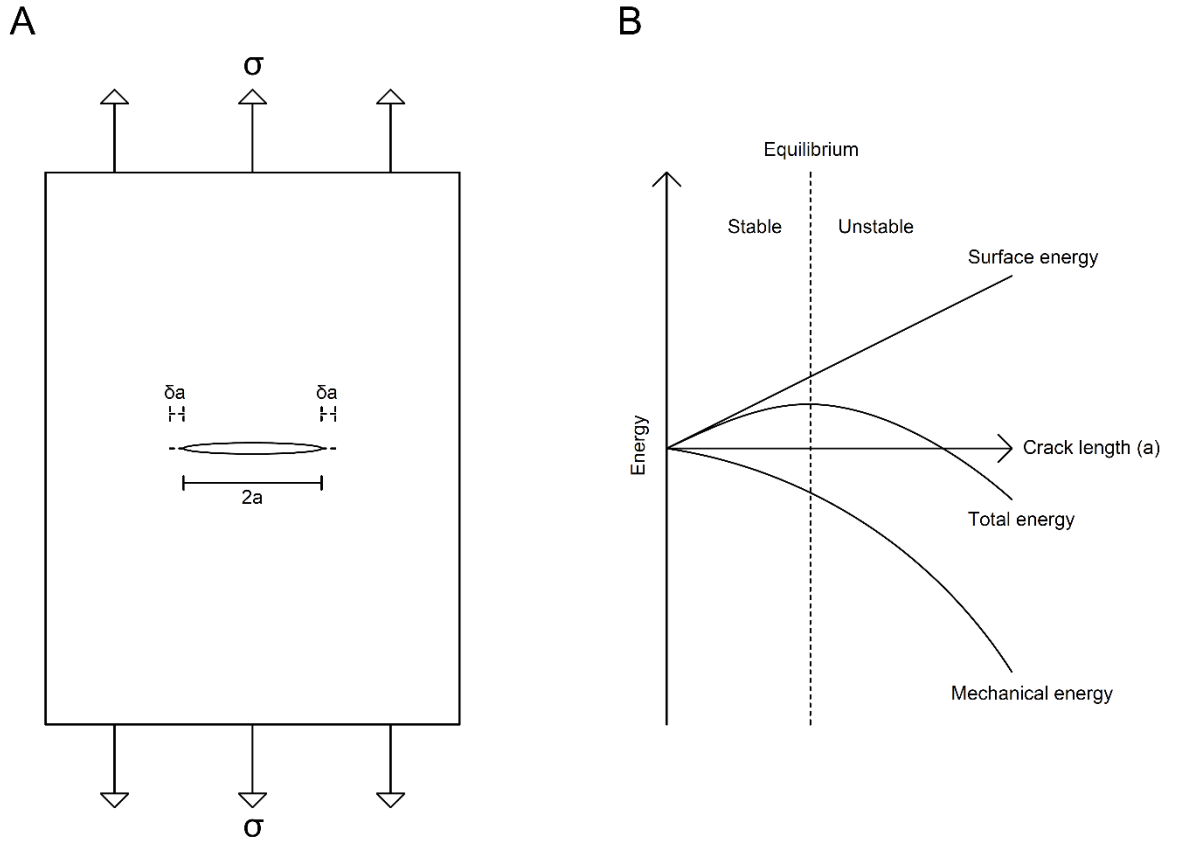 A
σ
δa
δa
2a
σ
B
Equilibrium
Stable
Unstable
Surface energy
Energy
Crack length (a)
Total energy
Mechanical energy